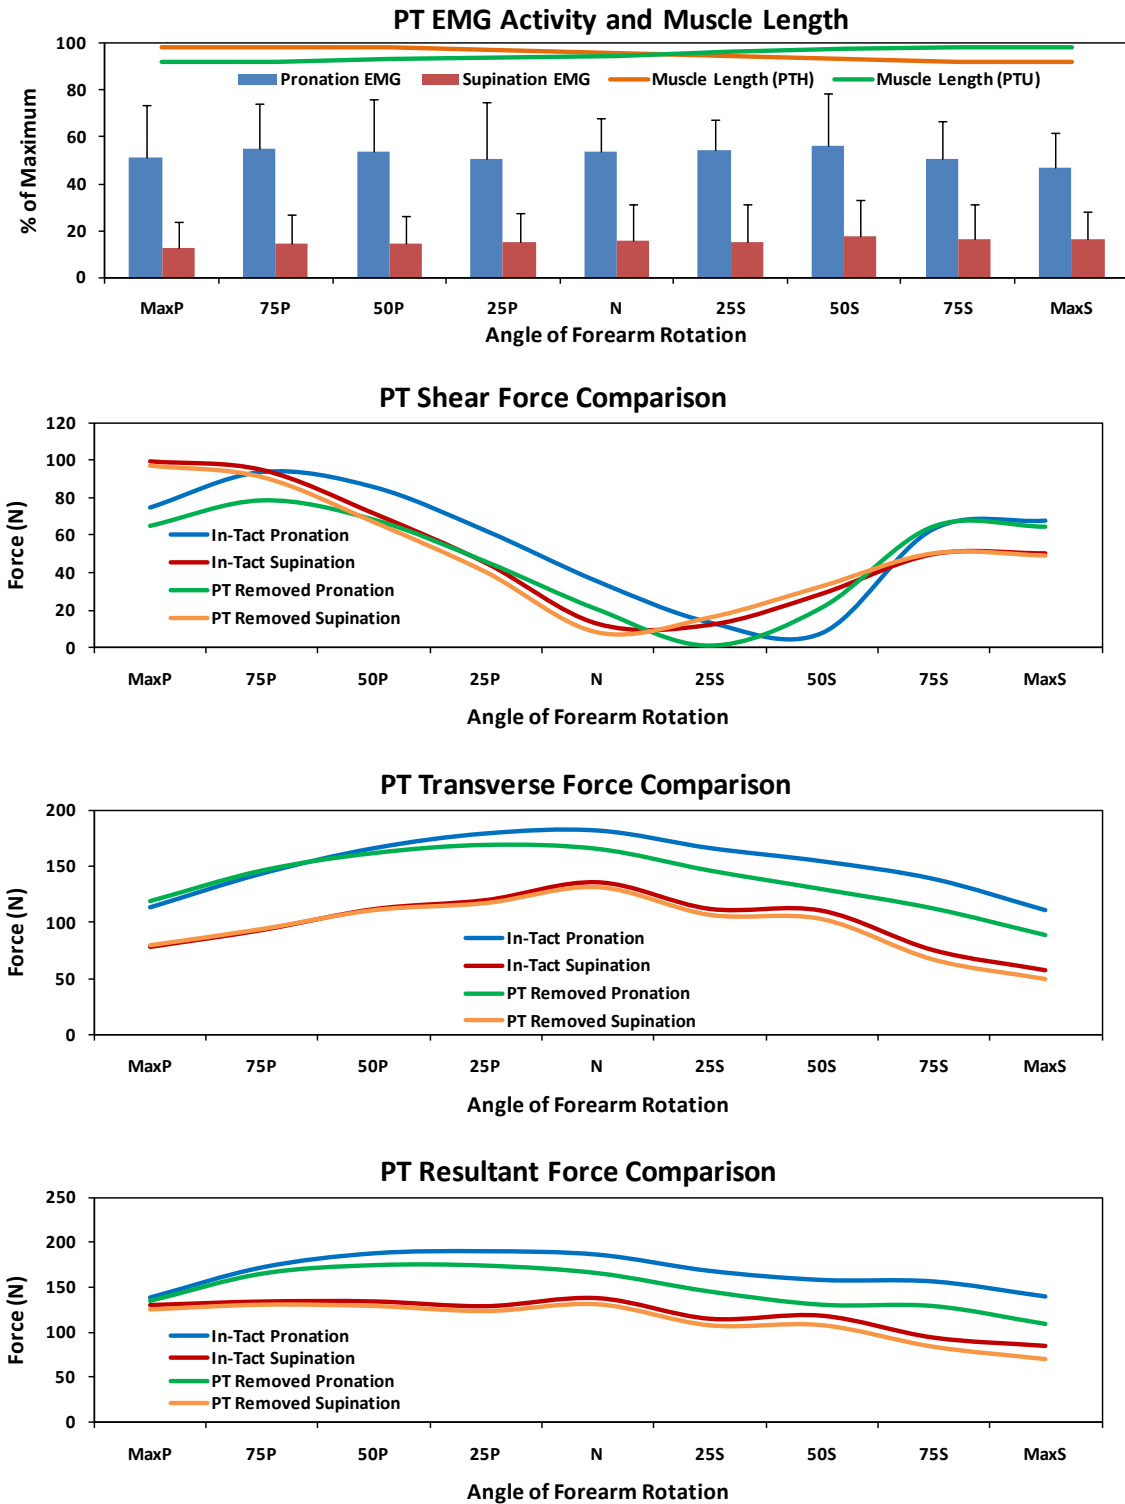 PT EMG Activity and Muscle Length
100
80
60
40
20
0
% of Maximum
Pronation EMG Supination EMG Muscle Length (PTH) Muscle Length (PTU)
MaxP 75P 50P 25P N 25S 50S 75S MaxS
Angle of Forearm Rotation
PT Shear Force Comparison
120
100
80
60
40
20
0
Force (N)
In-Tact Pronation
In-Tact Supination
PT Removed Pronation
PT Removed Supination
MaxP 75P 50P 25P N 25S 50S 75S MaxS
Angle of Forearm Rotation
PT Transverse Force Comparison
200
150
100
50
0
Force (N)
In-Tact Pronation
In-Tact Supination
PT Removed Pronation
PT Removed Supination
MaxP 75P 50P 25P N 25S 50S 75S MaxS
Angle of Forearm Rotation
PT Resultant Force Comparison
250
200
150
100
50
0
Force (N)
In-Tact Pronation
In-Tact Supination
PT Removed Pronation
PT Removed Supination
MaxP 75P 50P 25P N 25S 50S 75S MaxS
Angle of Forearm Rotation